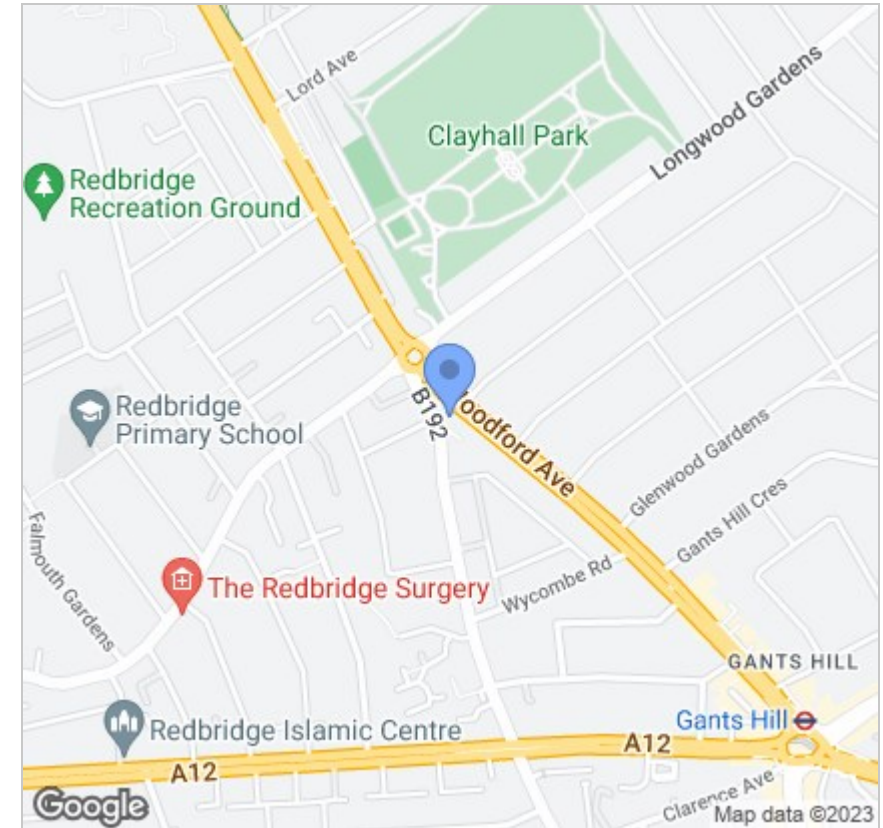 Lord Ave
Clayhall Park
Longwood Gardens
Redbridge
Recreation Ground
Redbridge
Primary School
B192
oodford Ave
Glenwood Gardens
Gants Hill Cres
Falmouth Gardens
The Redbridge Surgery
Wycombe Rd
GANTS HILL
Gants Hill
Redbridge Islamic Centre
A12
A12
Clarence Ave
Google
Map data ©2023